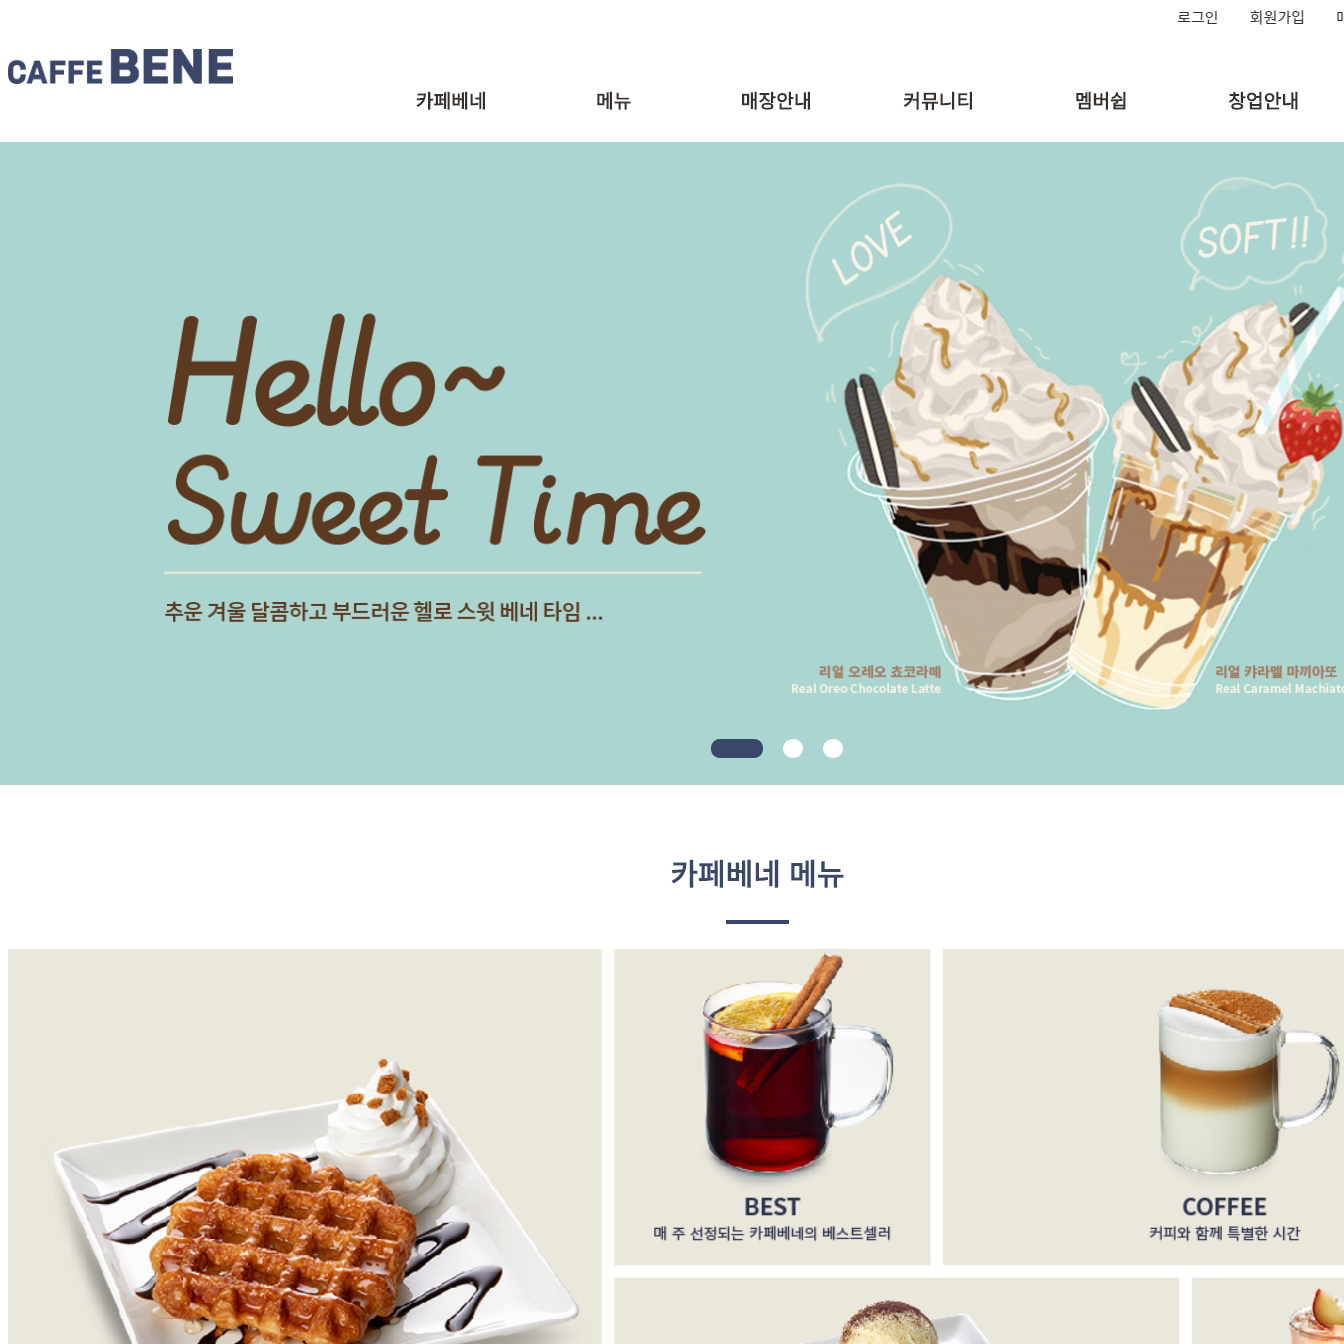 로그인 회원가입
CAFFE BENE
카페베네 메뉴 매장안내 커뮤니티 멤버쉽 창업안내
LOVE
SOFT!!
Hello~
Sweet Time
추운 겨울 달콤하고 부드러운 헬로 스윗 베네 타임 ...
리얼 오레오 쵸코라떼
Real Oreo Chocolate Latte
리얼 캬라멜 마끼아또
Real Caramel Machiato
카페베네 메뉴
BEST
매 주 선정되는 카페베네의 베스트셀러
COFFEE
커피와 함께 특별한 시간